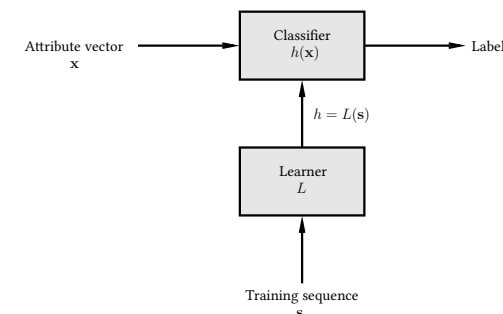 Classifier
h(x)
Attribute vector
x
Label
h = L(s)
Learner
L
Training sequence
s